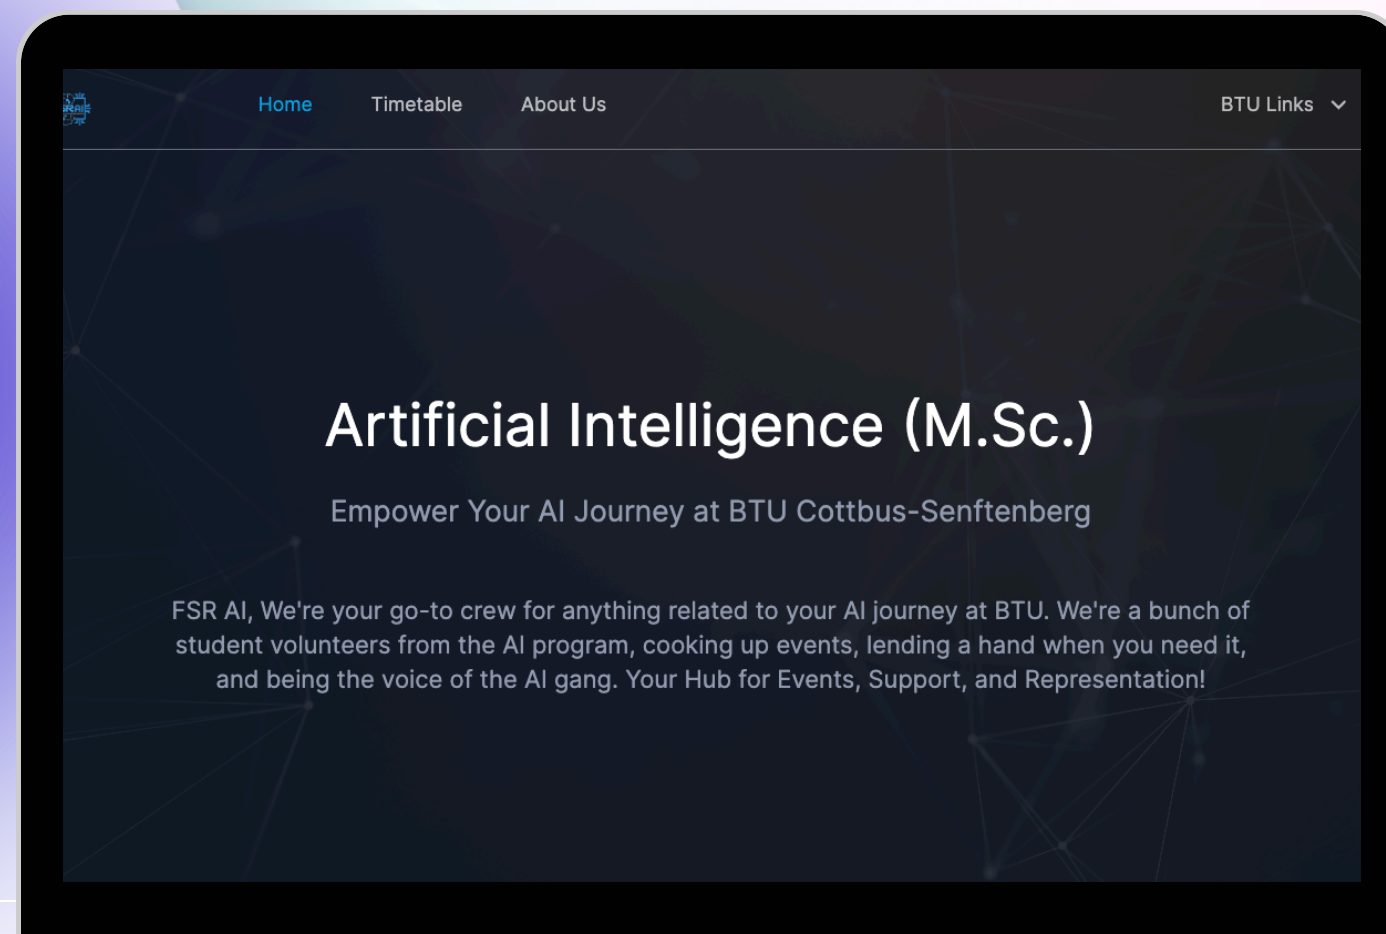 Home Timetable About Us BTU Links
Artificial Intelligence (M.Sc.)
Empower Your AI Journey at BTU Cottbus-Senftenberg
FSR AI, We're your go-to crew for anything related to your AI journey at BTU. We're a bunch of
student volunteers from the AI program, cooking up events, lending a hand when you need it,
and being the voice of the AI gang. Your Hub for Events, Support, and Representation!